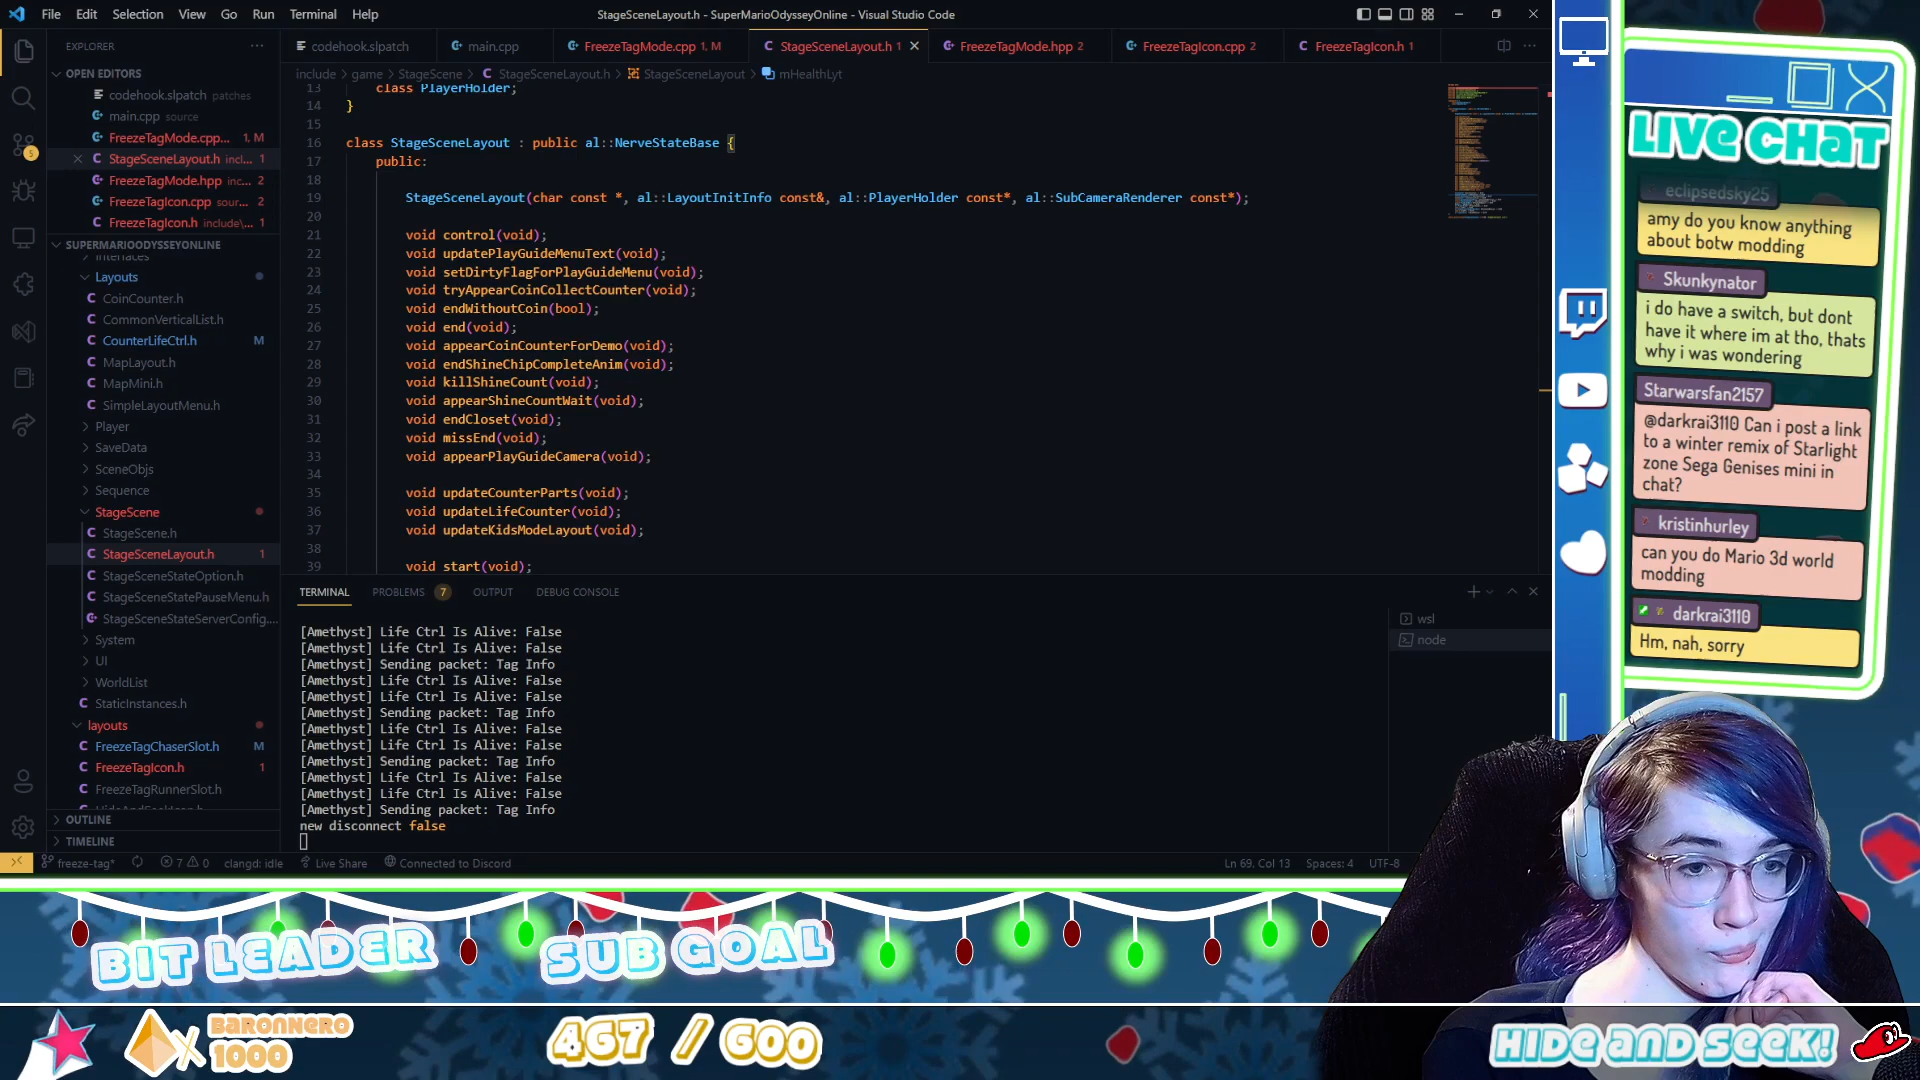 File Edit Selection View Go Run Terminal Help
StageSceneLayout.h - SuperMarioOdysseyOnline - Visual Studio Code
EXPLORER
codehook.slpatch
main.cpp
FreezeTagMode.cpp 1, M
StageSceneLayout.h 1
FreezeTagMode.hpp 2
FreezeTagIcon.cpp 2
FreezeTagIcon.h 1
include > game > StageScene > StageSceneLayout.h > StageSceneLayout > mHealthLyt
OPEN EDITORS
codehook.slpatch patches
main.cpp source
FreezeTagMode.cpp... 1, M
StageSceneLayout.h incl... 1
FreezeTagMode.hpp inc... 2
FreezeTagIcon.cpp sour... 2
FreezeTagIcon.h include\... 1
SUPERMARIOODYSSEYONLINE
Interfaces
Layouts
CoinCounter.h
CommonVerticalList.h
CounterLifeCtrl.h M
MapLayout.h
MapMini.h
SimpleLayoutMenu.h
Player
SaveData
SceneObjs
Sequence
StageScene
StageScene.h
StageSceneLayout.h 1
StageSceneStateOption.h
StageSceneStatePauseMenu.h
StageSceneStateServerConfig....
System
UI
WorldList
StaticInstances.h
layouts
FreezeTagChaserSlot.h M
FreezeTagIcon.h 1
FreezeTagRunnerSlot.h
HideAndSeekIcon.h
OUTLINE
TIMELINE
13 class PlayerHolder;
14 }
15
16 class StageSceneLayout : public al::NerveStateBase {
17 public:
18
19 StageSceneLayout(char const *, al::LayoutInitInfo const&, al::PlayerHolder const*, al::SubCameraRenderer const*);
20
21 void control(void);
22 void updatePlayGuideMenuText(void);
23 void setDirtyFlagForPlayGuideMenu(void);
24 void tryAppearCoinCollectCounter(void);
25 void endWithoutCoin(bool);
26 void end(void);
27 void appearCoinCounterForDemo(void);
28 void endShineChipCompleteAnim(void);
29 void killShineCount(void);
30 void appearShineCountWait(void);
31 void endCloset(void);
32 void missEnd(void);
33 void appearPlayGuideCamera(void);
34
35 void updateCounterParts(void);
36 void updateLifeCounter(void);
37 void updateKidsModeLayout(void);
38
39 void start(void);
TERMINAL PROBLEMS 7 OUTPUT DEBUG CONSOLE
[Amethyst] Life Ctrl Is Alive: False
[Amethyst] Life Ctrl Is Alive: False
[Amethyst] Sending packet: Tag Info
[Amethyst] Life Ctrl Is Alive: False
[Amethyst] Life Ctrl Is Alive: False
[Amethyst] Sending packet: Tag Info
[Amethyst] Life Ctrl Is Alive: False
[Amethyst] Life Ctrl Is Alive: False
[Amethyst] Sending packet: Tag Info
[Amethyst] Life Ctrl Is Alive: False
[Amethyst] Life Ctrl Is Alive: False
[Amethyst] Sending packet: Tag Info
new disconnect false
wsl
node
5
freeze-tag* 7 0 clangd: idle Live Share Connected to Discord
Ln 69, Col 13 Spaces: 4 UTF-8
LIVE CHAT
eclipsedsky25
amy do you know anything
about botw modding
Skunkynator
i do have a switch, but dont
have it where im at tho, thats
why i was wondering
Starwarsfan2157
@darkrai3110 Can i post a link
to a winter remix of Starlight
zone Sega Genises mini in
chat?
kristinhurley
can you do Mario 3d world
modding
darkrai3110
Hm, nah, sorry
BIT LEADER
SUB GOAL
X BARONNERO
1000
467 / 600
HIDE AND SEEK!